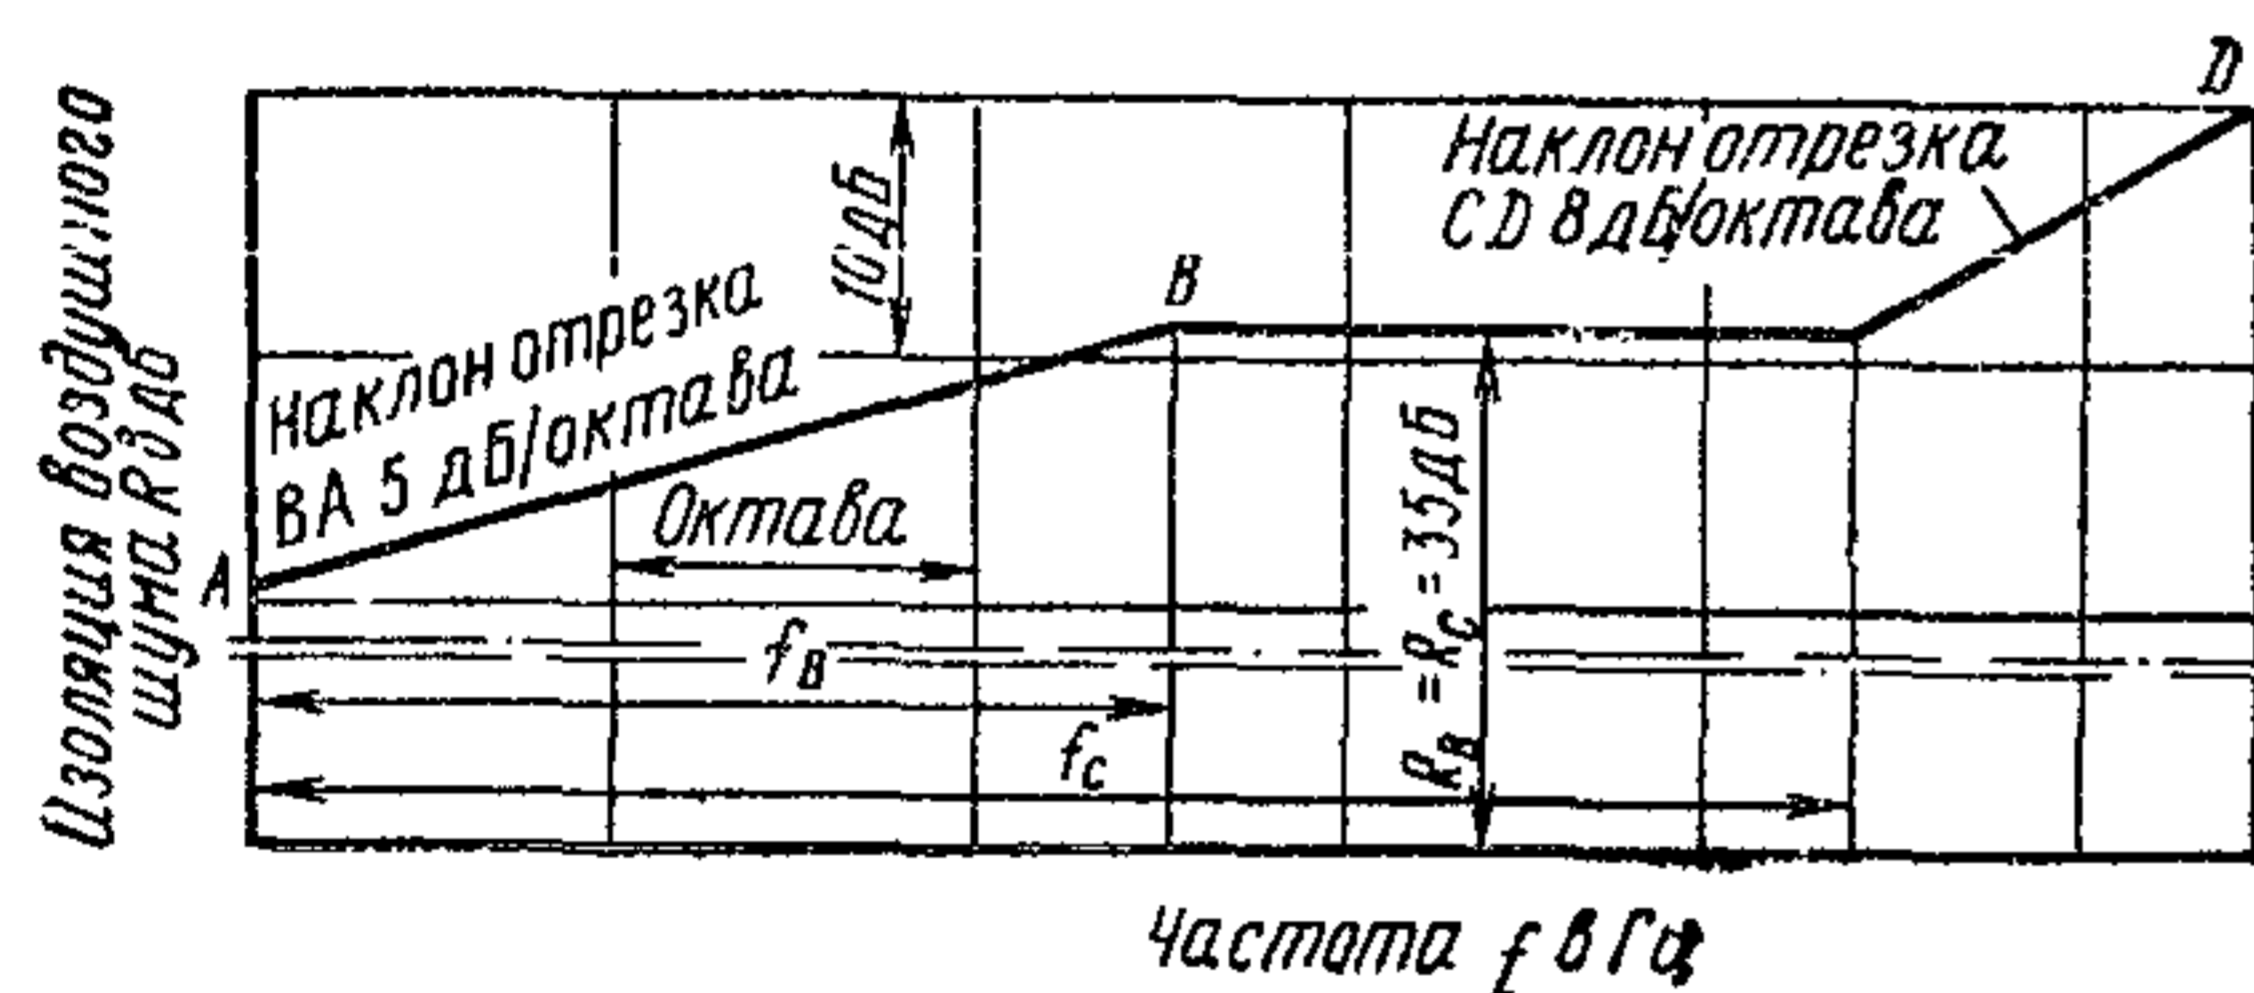 Изоляция воздушного
шума R в дБ
D
Наклон отрезка
CD 8 дБ/октава
10 дБ
B
Наклон отрезка
BA 5 дБ/октава
Октава
A
f_B
f_C
R_B = R_C = 35 дБ
Частота f в Гц